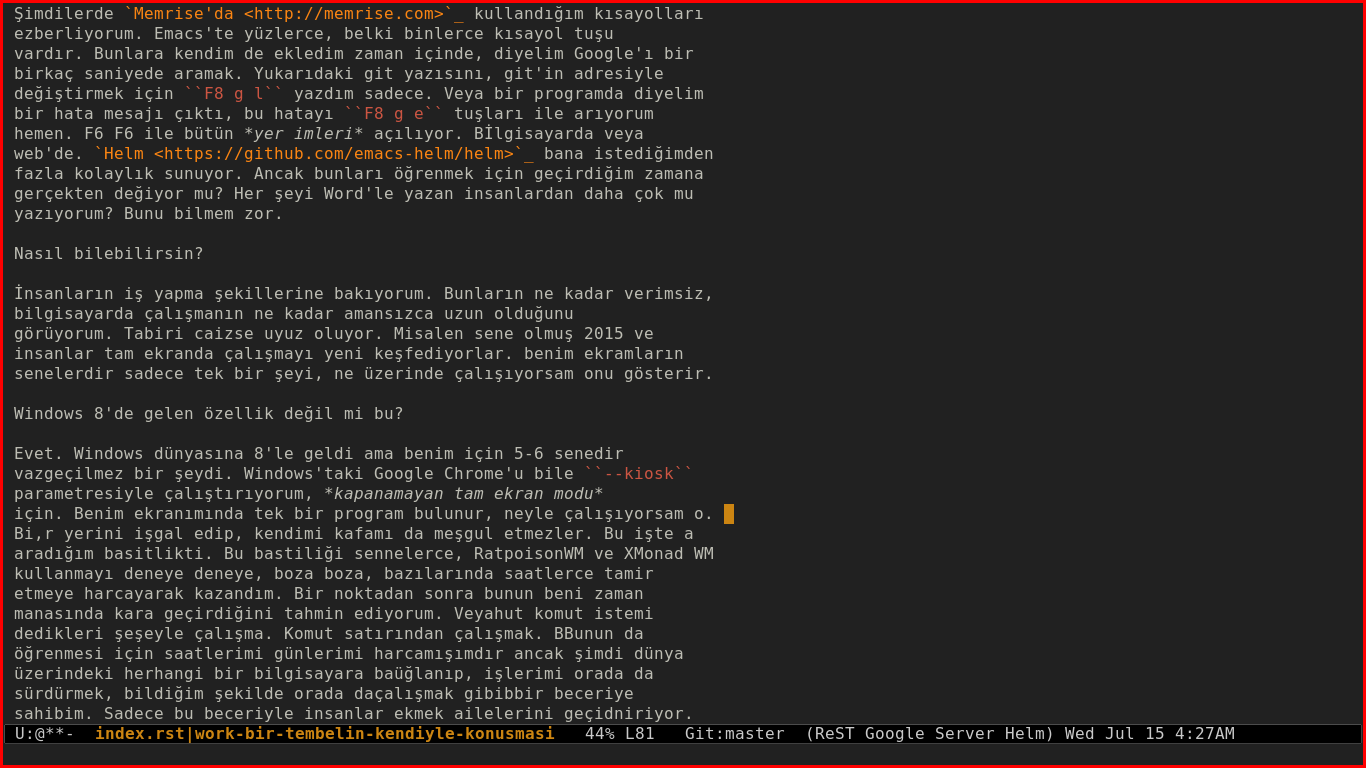 Şimdilerde `Memrise'da <http://memrise.com>`_ kullandığım kısayolları
ezberliyorum. Emacs'te yüzlerce, belki binlerce kısayol tuşu
vardır. Bunlara kendim de ekledim zaman içinde, diyelim Google'ı bir
birkaç saniyede aramak. Yukarıdaki git yazısını, git'in adresiyle
değiştirmek için ``F8 g l`` yazdım sadece. Veya bir programda diyelim
bir hata mesajı çıktı, bu hatayı ``F8 g e`` tuşları ile arıyorum
hemen. F6 F6 ile bütün *yer imleri* açılıyor. Bİlgisayarda veya
web'de. `Helm <https://github.com/emacs-helm/helm>`_ bana istediğimden
fazla kolaylık sunuyor. Ancak bunları öğrenmek için geçirdiğim zamana
gerçekten değiyor mu? Her şeyi Word'le yazan insanlardan daha çok mu
yazıyorum? Bunu bilmem zor.
Nasıl bilebilirsin?
İnsanların iş yapma şekillerine bakıyorum. Bunların ne kadar verimsiz,
bilgisayarda çalışmanın ne kadar amansızca uzun olduğunu
görüyorum. Tabiri caizse uyuz oluyor. Misalen sene olmuş 2015 ve
insanlar tam ekranda çalışmayı yeni keşfediyorlar. benim ekramların
senelerdir sadece tek bir şeyi, ne üzerinde çalışıyorsam onu gösterir.
Windows 8'de gelen özellik değil mi bu?
Evet. Windows dünyasına 8'le geldi ama benim için 5-6 senedir
vazgeçilmez bir şeydi. Windows'taki Google Chrome'u bile ``--kiosk``
parametresiyle çalıştırıyorum, *kapanamayan tam ekran modu*
için. Benim ekranımında tek bir program bulunur, neyle çalışıyorsam o.
Bi,r yerini işgal edip, kendimi kafamı da meşgul etmezler. Bu işte a
aradığım basitlikti. Bu bastiliği sennelerce, RatpoisonWM ve XMonad WM
kullanmayı deneye deneye, boza boza, bazılarında saatlerce tamir
etmeye harcayarak kazandım. Bir noktadan sonra bunun beni zaman
manasında kara geçirdiğini tahmin ediyorum. Veyahut komut istemi
dedikleri şeşeyle çalışma. Komut satırından çalışmak. BBunun da
öğrenmesi için saatlerimi günlerimi harcamışımdır ancak şimdi dünya
üzerindeki herhangi bir bilgisayara baüğlanıp, işlerimi orada da
sürdürmek, bildiğim şekilde orada daçalışmak gibibbir beceriye
sahibim. Sadece bu beceriyle insanlar ekmek ailelerini geçidniriyor.
U:@**-  index.rst|work-bir-tembelin-kendiyle-konusmasi   44% L81   Git:master  (ReST Google Server Helm) Wed Jul 15 4:27AM